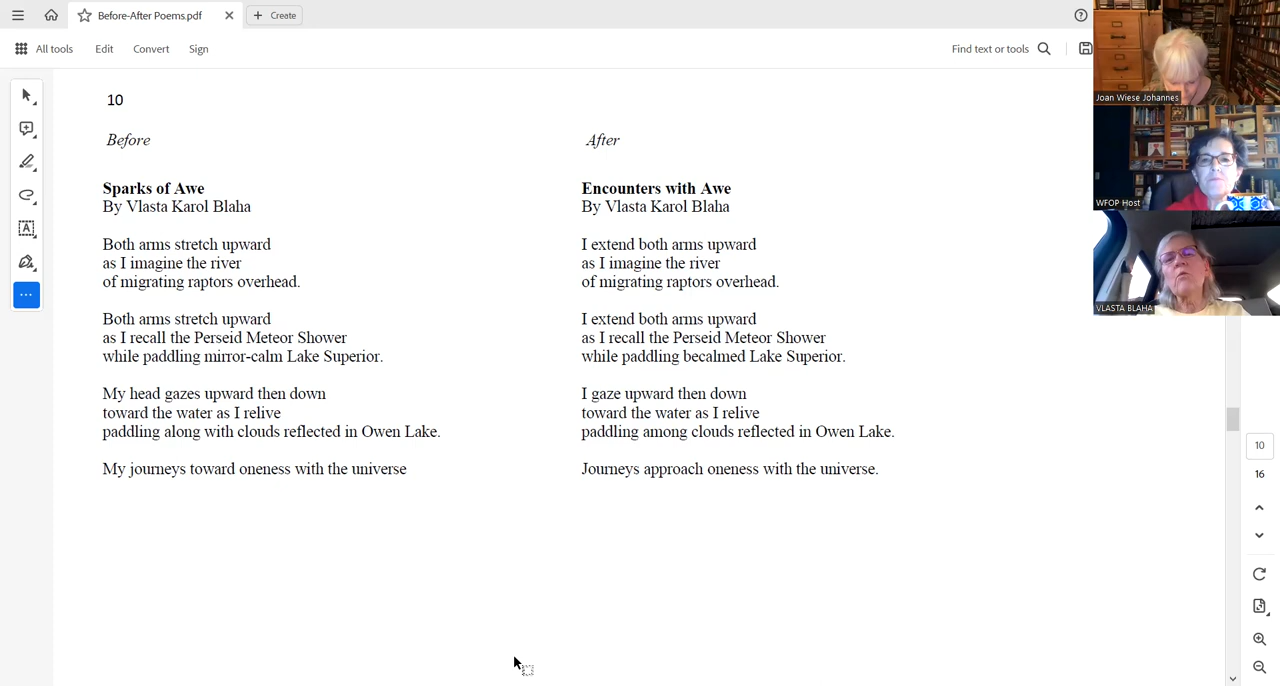 Before-After Poems.pdf
Create
All tools
Edit
Convert
Sign
Find text or tools
10
Before
Sparks of Awe
By Vlasta Karol Blaha
Both arms stretch upward
as I imagine the river
of migrating raptors overhead.
Both arms stretch upward
as I recall the Perseid Meteor Shower
while paddling mirror-calm Lake Superior.
My head gazes upward then down
toward the water as I relive
paddling along with clouds reflected in Owen Lake.
My journeys toward oneness with the universe
After
Encounters with Awe
By Vlasta Karol Blaha
I extend both arms upward
as I imagine the river
of migrating raptors overhead.
I extend both arms upward
as I recall the Perseid Meteor Shower
while paddling becalmed Lake Superior.
I gaze upward then down
toward the water as I relive
paddling among clouds reflected in Owen Lake.
Journeys approach oneness with the universe.
Joan Wiese Johannes
WFOP Host
VLASTA BLAHA
10
16